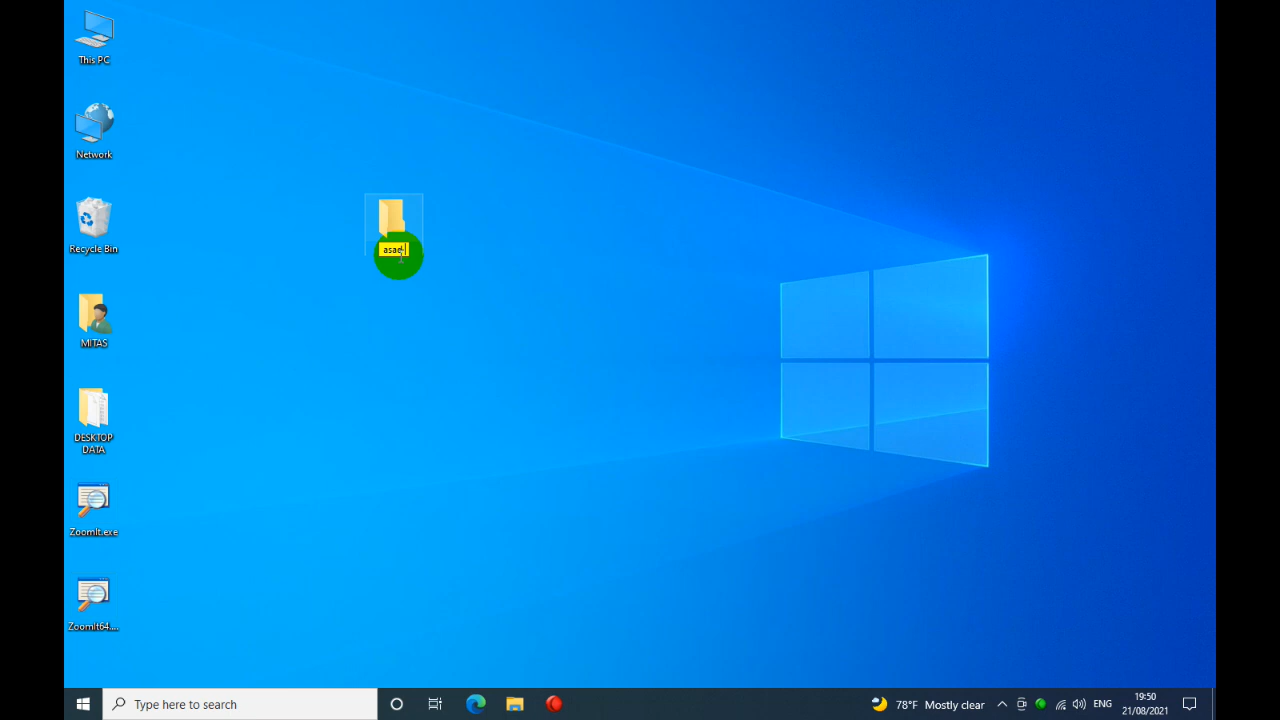 This PC
Network
Recycle Bin
MITAS
DESKTOP
DATA
ZoomIt.exe
ZoomIt64....
Type here to search
78°F Mostly clear
ENG
19:50
21/08/2021